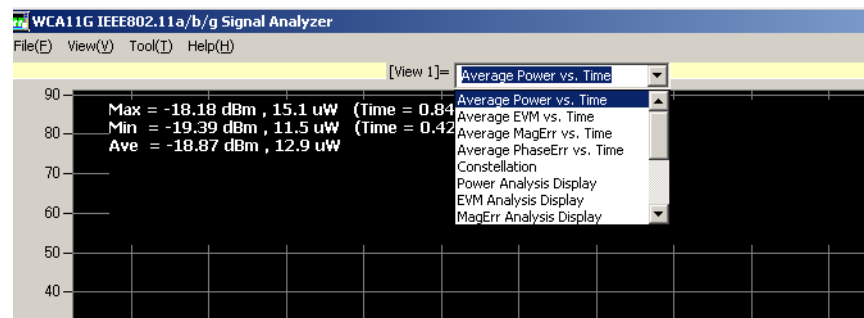 WCA11G IEEE802.11a/b/g Signal Analyzer
File(F) View(V) Tool(T) Help(H)
[View 1]= Average Power vs. Time
90
Max = -18.18 dBm , 15.1 uW (Time = 0.84
Min = -19.39 dBm , 11.5 uW (Time = 0.42
Ave = -18.87 dBm , 12.9 uW
80
70
60
50
40
Average Power vs. Time
Average EVM vs. Time
Average MagErr vs. Time
Average PhaseErr vs. Time
Constellation
Power Analysis Display
EVM Analysis Display
MagErr Analysis Display